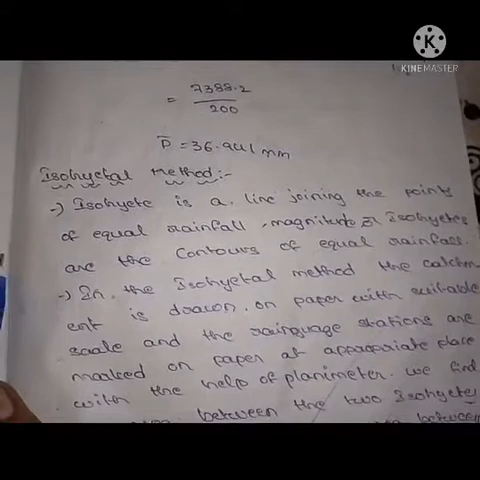 KINEMASTER
= 7388.2
200
P̄ = 36.941 mm
Isohyetal method:-
-) Isohyete is a line joining the points
of equal rainfall magnitude or Isohyetes
are the contours of equal rainfall.
-) In the Isohyetal method the catchm
ent is drawn on paper with suitable
scale and the rainguage stations are
marked on paper at appropriate place
with the help of planimeter. we find
between the two Isohyetes
between